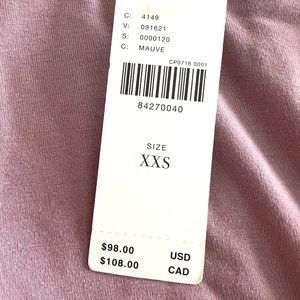 C: 4149
V: 091621
S: 0000120
C: MAUVE
CP0716 0001
84270040
SIZE
XXS
$98.00 USD
$108.00 CAD